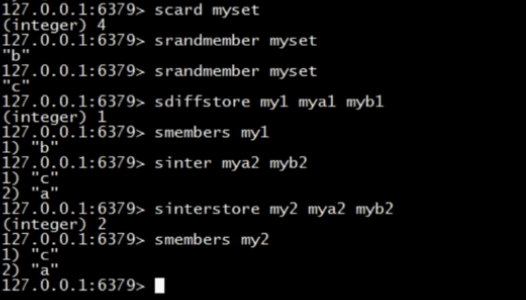 127.0.0.1:6379> scard myset
(integer) 4
127.0.0.1:6379> srandmember myset
"b"
127.0.0.1:6379> srandmember myset
"c"
127.0.0.1:6379> sdiffstore my1 mya1 myb1
(integer) 1
127.0.0.1:6379> smembers my1
1) "b"
127.0.0.1:6379> sinter mya2 myb2
1) "c"
2) "a"
127.0.0.1:6379> sinterstore my2 mya2 myb2
(integer) 2
127.0.0.1:6379> smembers my2
1) "c"
2) "a"
127.0.0.1:6379>